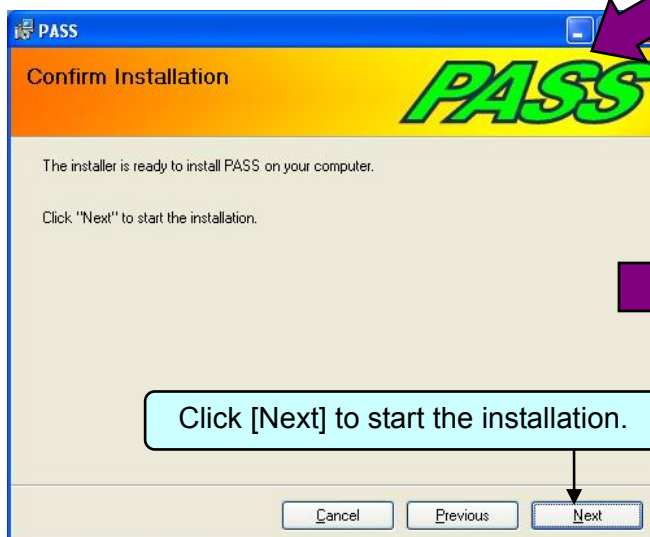 PASS
Confirm Installation
PASS
The installer is ready to install PASS on your computer.
Click "Next" to start the installation.
Click [Next] to start the installation.
Cancel
Previous
Next